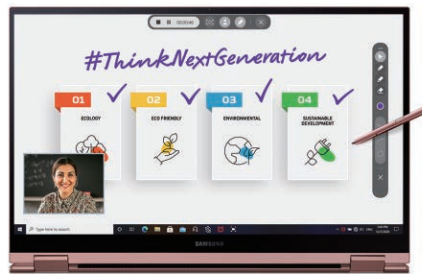 #ThinkNextGeneration
01
ECOLOGY
02
ECO FRIENDLY
03
ENVIRONMENTAL
04
SUSTAINABLE
DEVELOPMENT
Type here to search
SAMSUNG